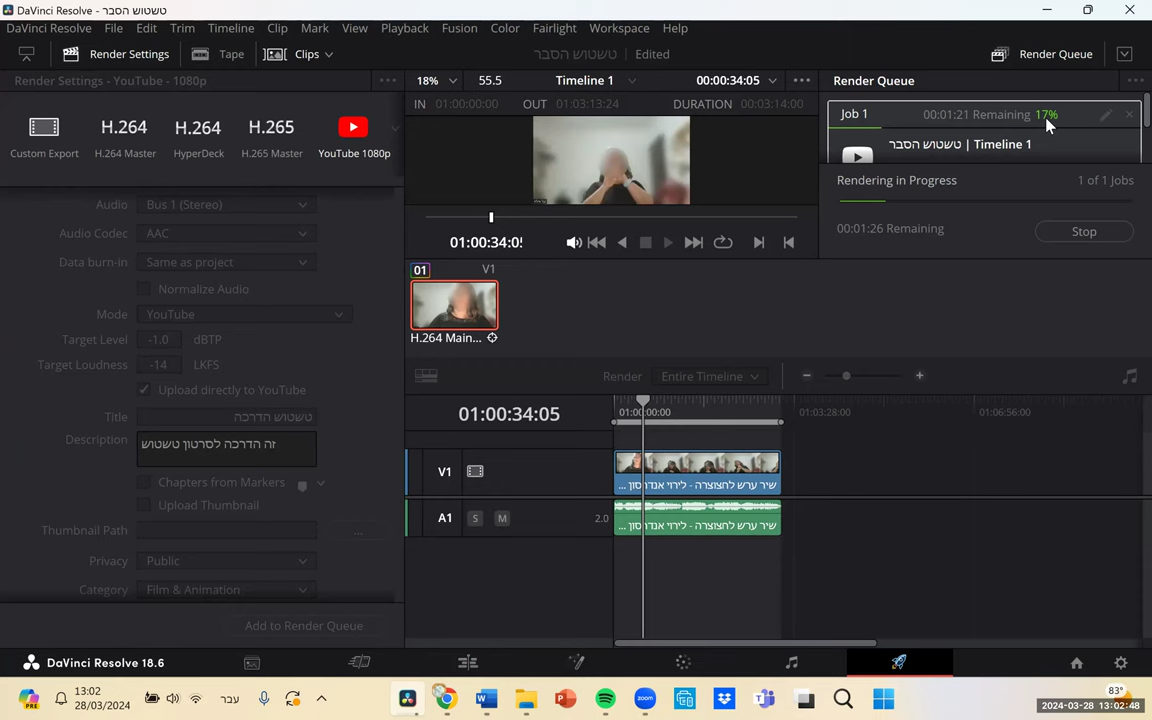 DaVinci Resolve - טשטוש הסבר
DaVinci Resolve File Edit Trim Timeline Clip Mark View Playback Fusion Color Fairlight Workspace Help
Render Settings Tape Clips טשטוש הסבר Edited Render Queue
Render Settings - YouTube - 1080p 18% 55.5 Timeline 1 00:00:34:05 Render Queue
IN 01:00:00:00 OUT 01:03:13:24 DURATION 00:03:14:00
Job 1 00:01:21 Remaining 17%
H.264 H.264 H.265
Custom Export H.264 Master HyperDeck H.265 Master YouTube 1080p
טשטוש הסבר | Timeline 1
Rendering in Progress 1 of 1 Jobs
Audio Bus 1 (Stereo)
00:01:26 Remaining Stop
Audio Codec AAC
01:00:34:05
Data burn-in Same as project
01 V1
Normalize Audio
Mode YouTube
Target Level -1.0 dBTP
H.264 Main...
Target Loudness -14 LKFS
Render Entire Timeline
Upload directly to YouTube
Title טשטוש הדרכה
01:00:34:05 01:00:00:00 01:03:28:00 01:06:56:00
Description זה הדרכה לסרטון טשטוש
V1
Chapters from Markers
שיר ערש לחצוצרה - לירוי אנדרסון ...
Upload Thumbnail
A1 S M 2.0
שיר ערש לחצוצרה - לירוי אנדרסון ...
Thumbnail Path ...
Privacy Public
Category Film & Animation
Add to Render Queue
DaVinci Resolve 18.6
PRE 13:02 עבר W P zoom T 83°
28/03/2024
2024-03-28 13:02:48